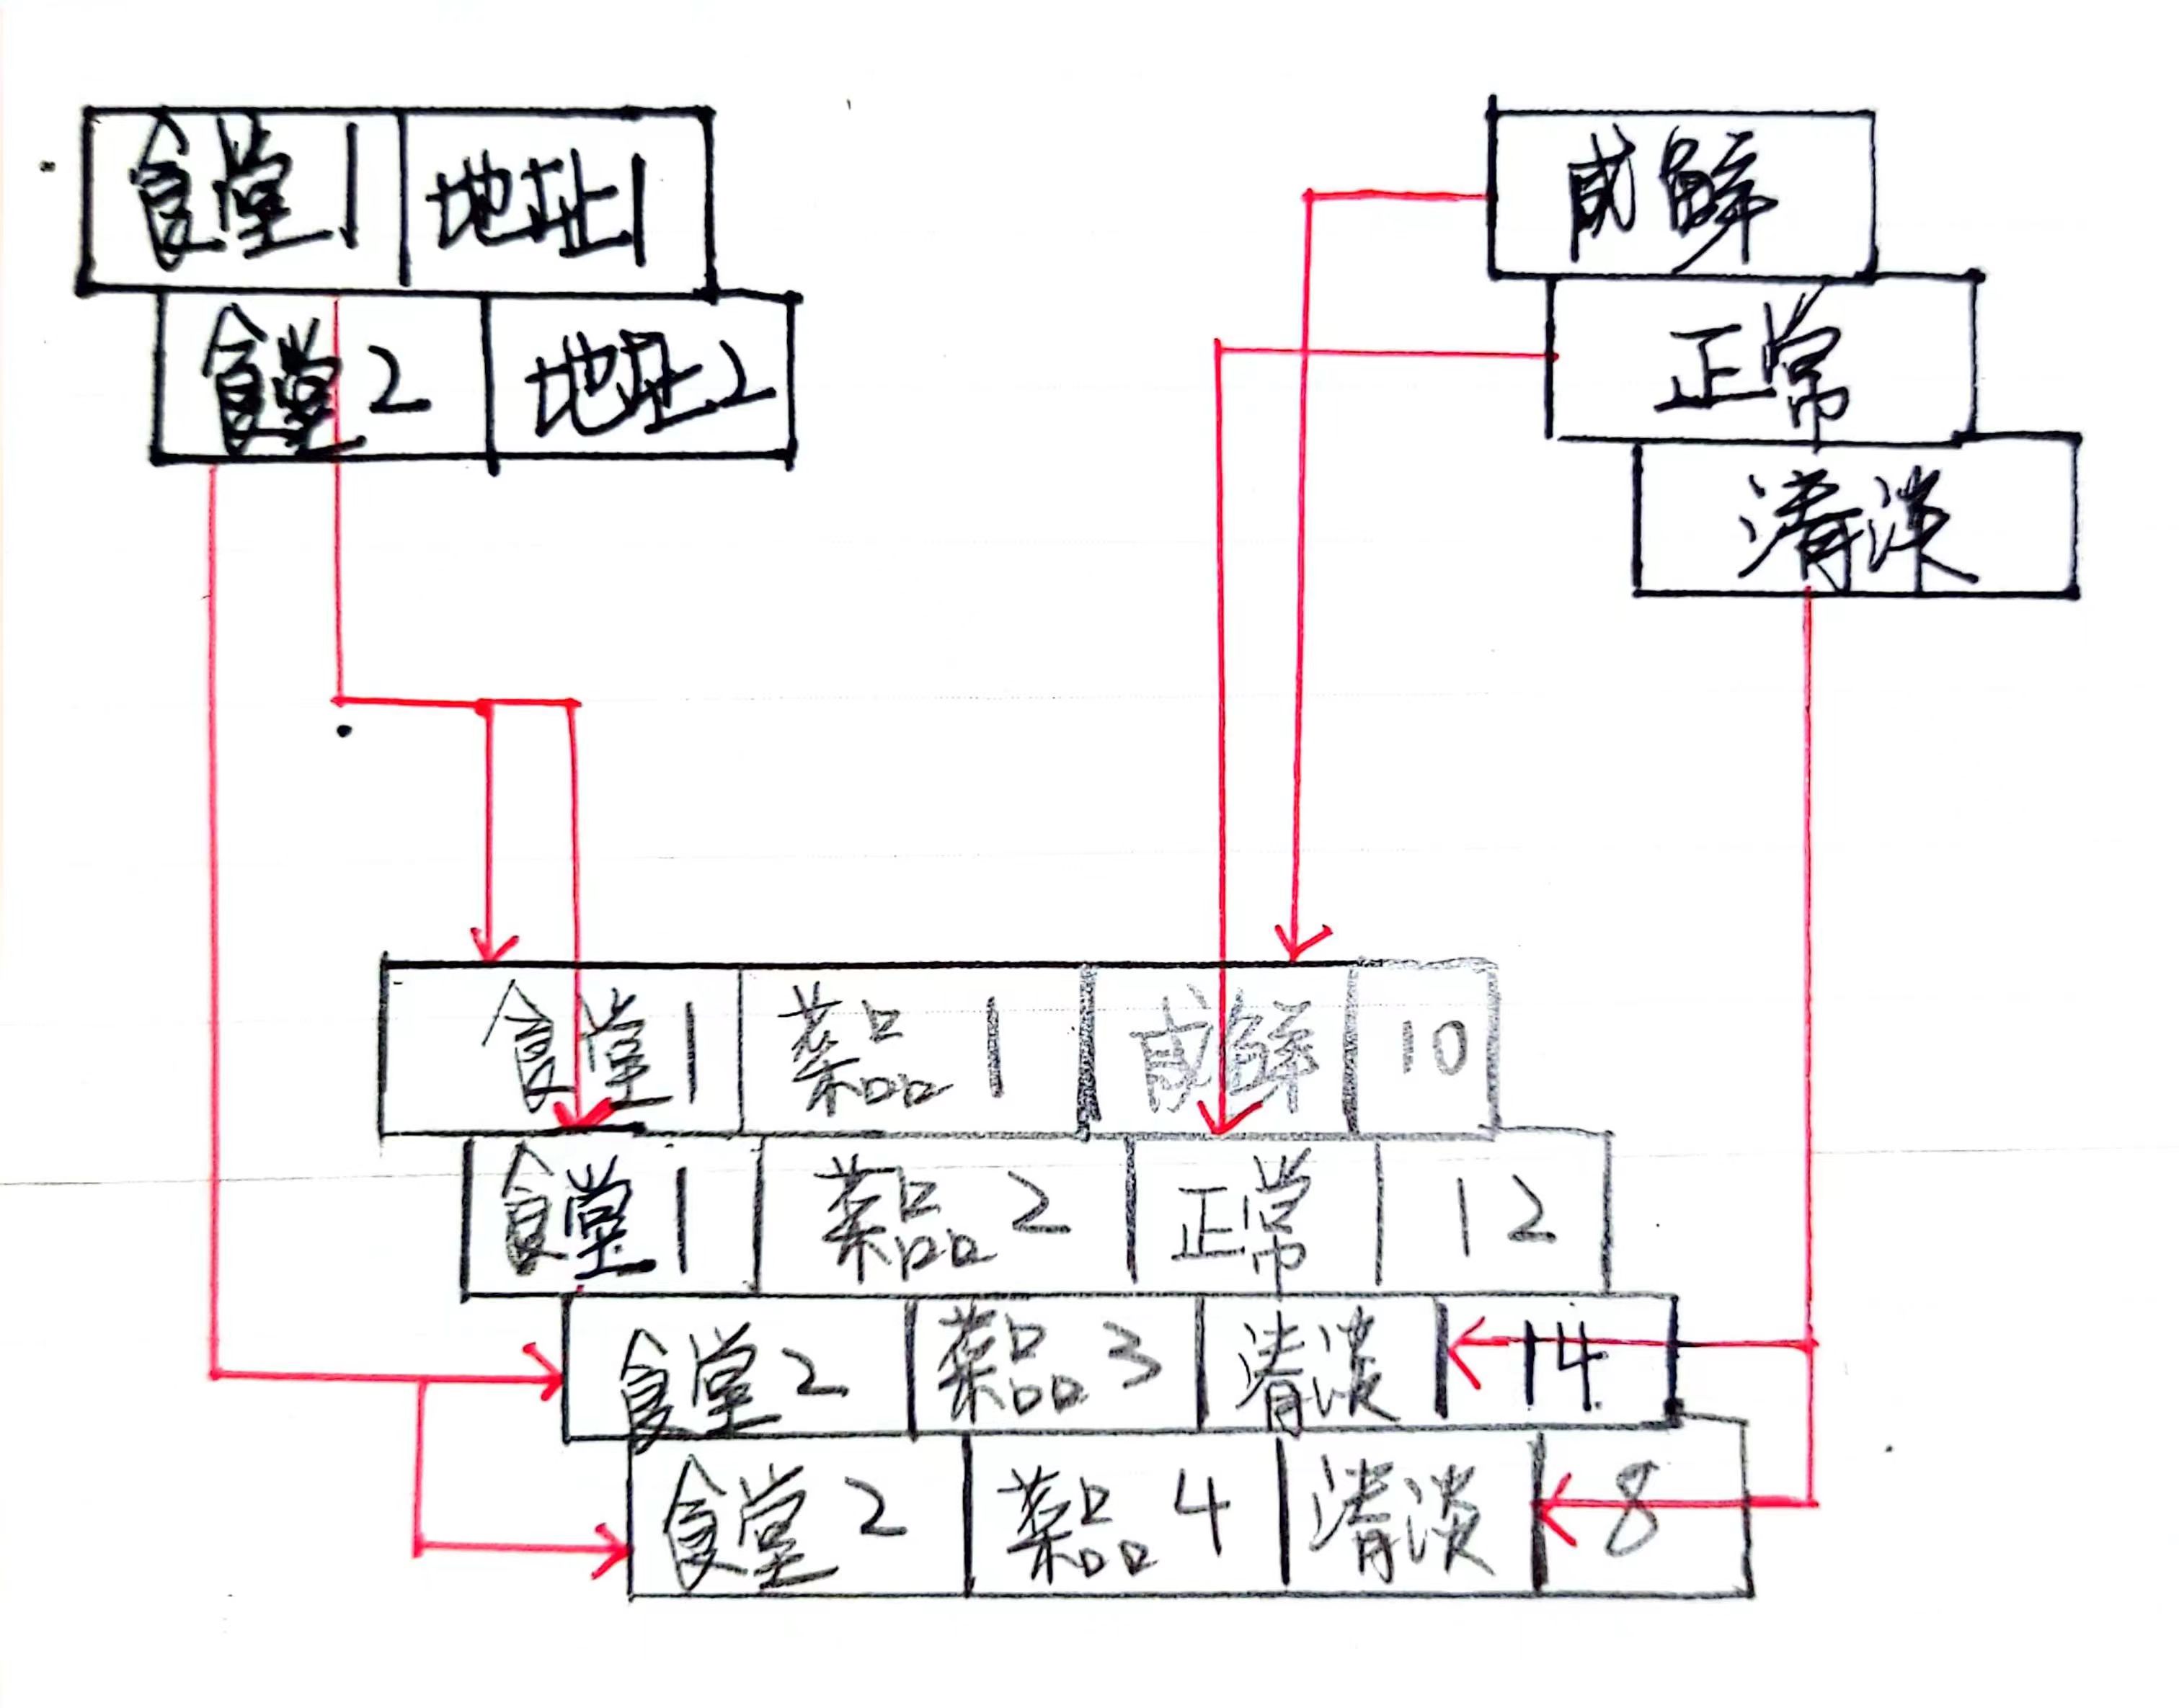 食堂1 地址1
食堂2 地址2
咸鲜
正常
清淡
食堂1 菜品1 咸鲜 10
食堂1 菜品2 正常 12
食堂2 菜品3 清淡 14
食堂2 菜品4 清淡 8